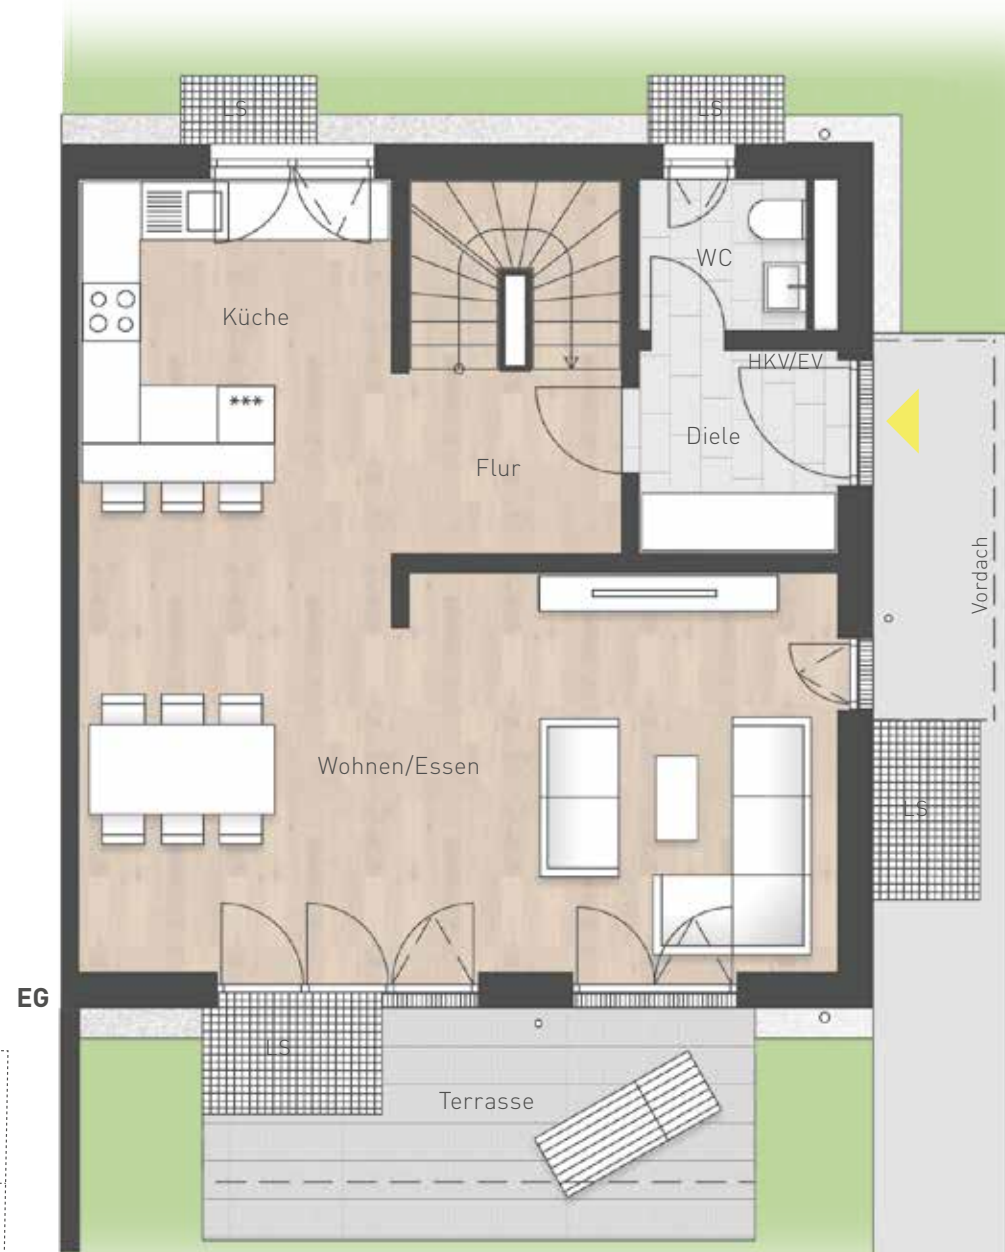 LS
LS
WC
Küche
HKV/EV
***
Diele
Flur
Vordach
Wohnen/Essen
LS
EG
LS
Terrasse